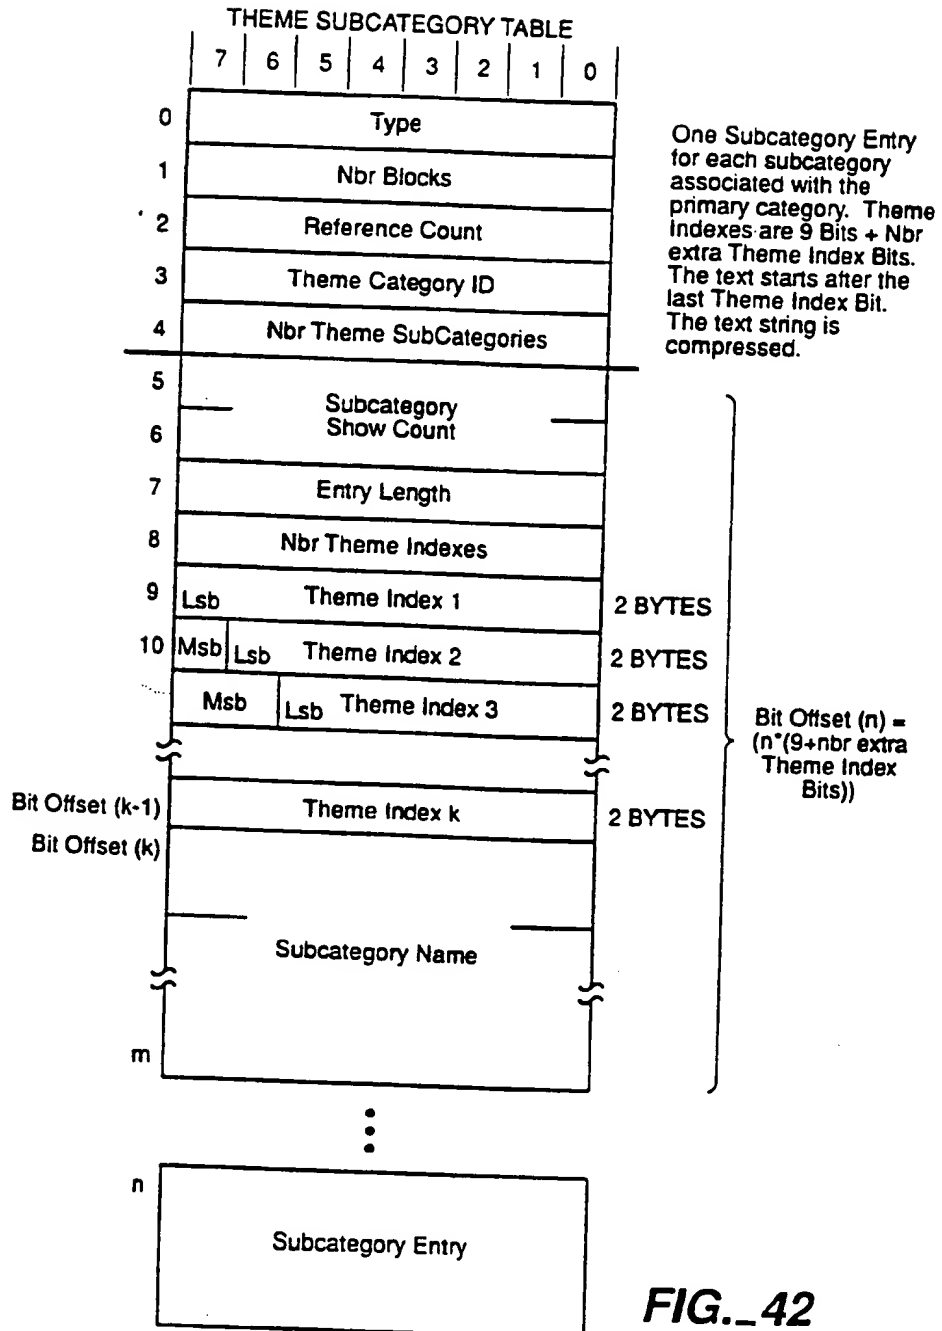 THEME SUBCATEGORY TABLE
7 6 5 4 3 2 1 0
0 Type
1 Nbr Blocks
2 Reference Count
3 Theme Category ID
4 Nbr Theme SubCategories
One Subcategory Entry
for each subcategory
associated with the
primary category. Theme
Indexes are 9 Bits + Nbr
extra Theme Index Bits.
The text starts after the
last Theme Index Bit.
The text string is
compressed.
5
6
Subcategory
Show Count
7 Entry Length
8 Nbr Theme Indexes
9 Lsb Theme Index 1 2 BYTES
10 Msb Lsb Theme Index 2 2 BYTES
Msb Lsb Theme Index 3 2 BYTES
Bit Offset (n) =
(n*(9+nbr extra
Theme Index
Bits))
Bit Offset (k-1) Theme Index k 2 BYTES
Bit Offset (k)
Subcategory Name
m
n
Subcategory Entry
FIG._42